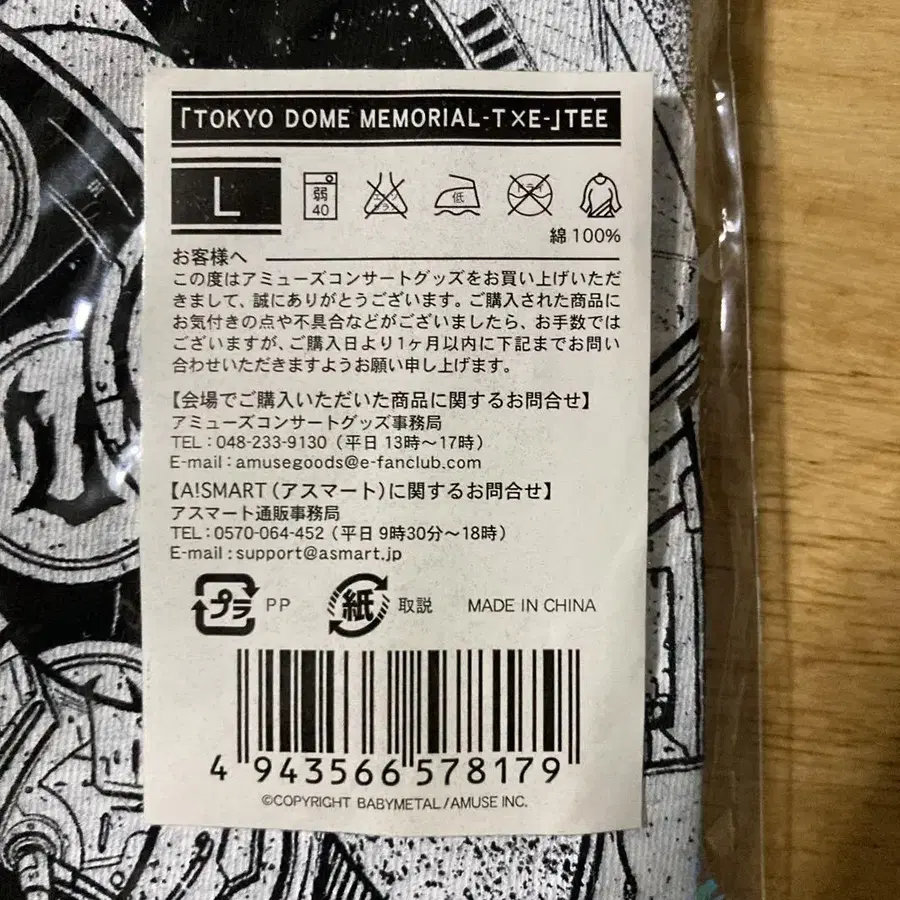 「TOKYO DOME MEMORIAL-T×E-」TEE
L
弱
40
エンソ
サラシ
低
ドライ
綿 100%
お客様へ
この度はアミューズコンサートグッズをお買い上げいただ
きまして、誠にありがとうございます。ご購入された商品に
お気付きの点や不具合などがございましたら、お手数では
ございますが、ご購入日より1ヶ月以内に下記までお問い
合わせいただきますようお願い申し上げます。
【会場でご購入いただいた商品に関するお問合せ】
アミューズコンサートグッズ事務局
TEL：048-233-9130（平日 13時〜17時）
E-mail：amusegoods@e-fanclub.com
【A!SMART（アスマート）に関するお問合せ】
アスマート通販事務局
TEL：0570-064-452（平日 9時30分〜18時）
E-mail：support@asmart.jp
プラ PP 紙 取説 MADE IN CHINA
4 943566 578179
©COPYRIGHT BABYMETAL/AMUSE INC.